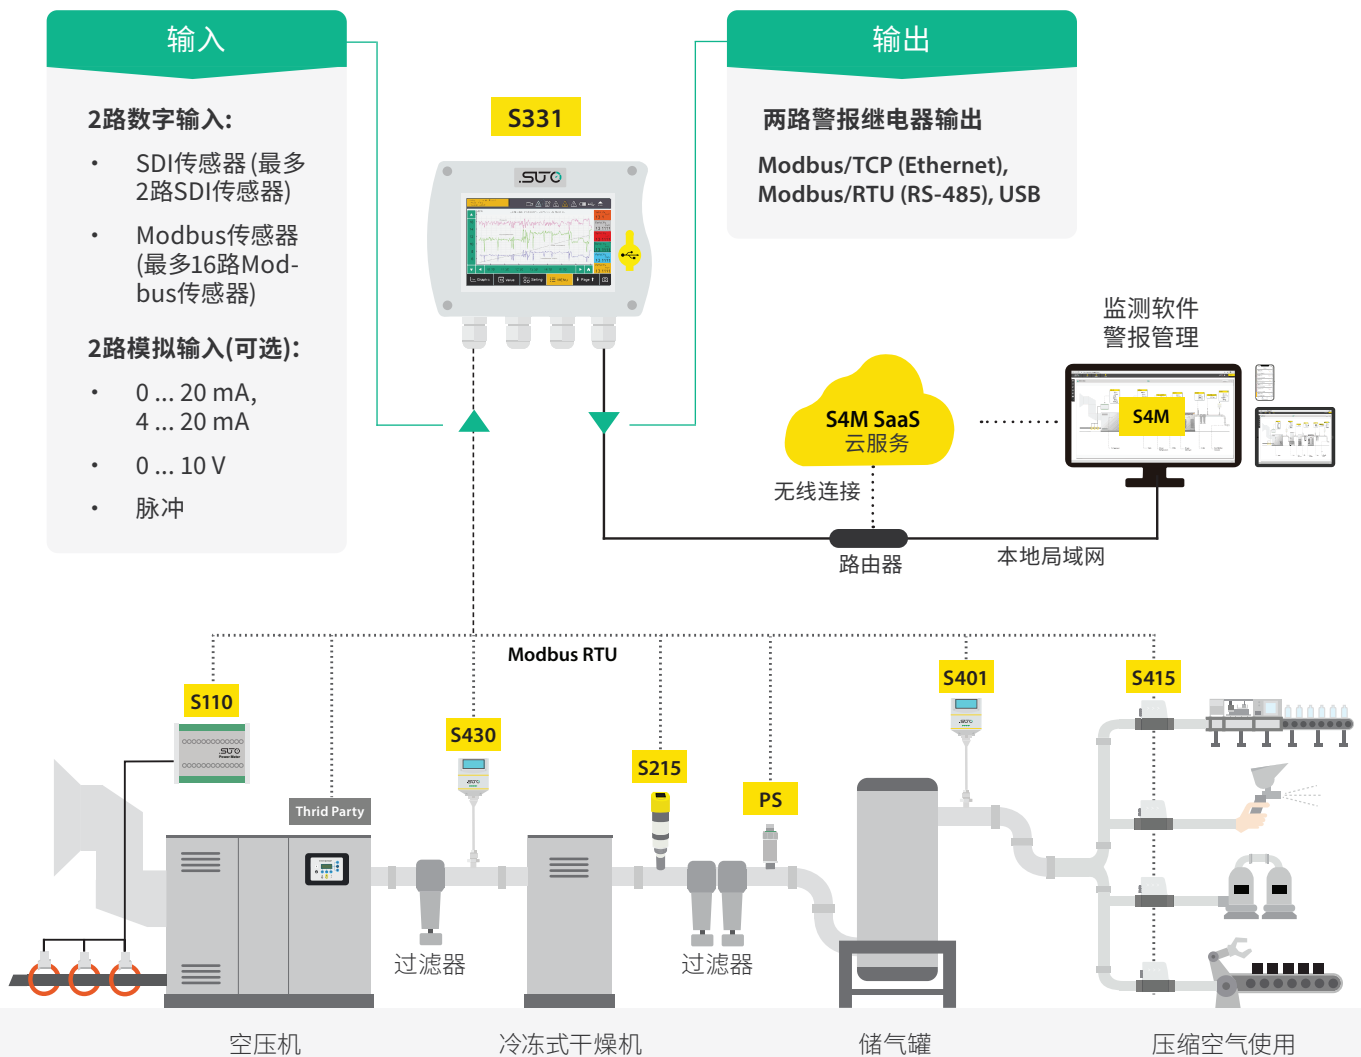 输入
2路数字输入:
• SDI传感器 (最多
2路SDI传感器)
• Modbus传感器
(最多16路Mod-
bus传感器)
2路模拟输入(可选):
• 0 ... 20 mA,
4 ... 20 mA
• 0 ... 10 V
• 脉冲
S331
SUTO
输出
两路警报继电器输出
Modbus/TCP (Ethernet),
Modbus/RTU (RS-485), USB
监测软件
警报管理
S4M
S4M SaaS
云服务
无线连接
路由器
本地局域网
Modbus RTU
S110
SUTO
Power Meter
Thrid Party
S430
SUTO
S215
PS
S401
SUTO
S415
过滤器
过滤器
空压机
冷冻式干燥机
储气罐
压缩空气使用